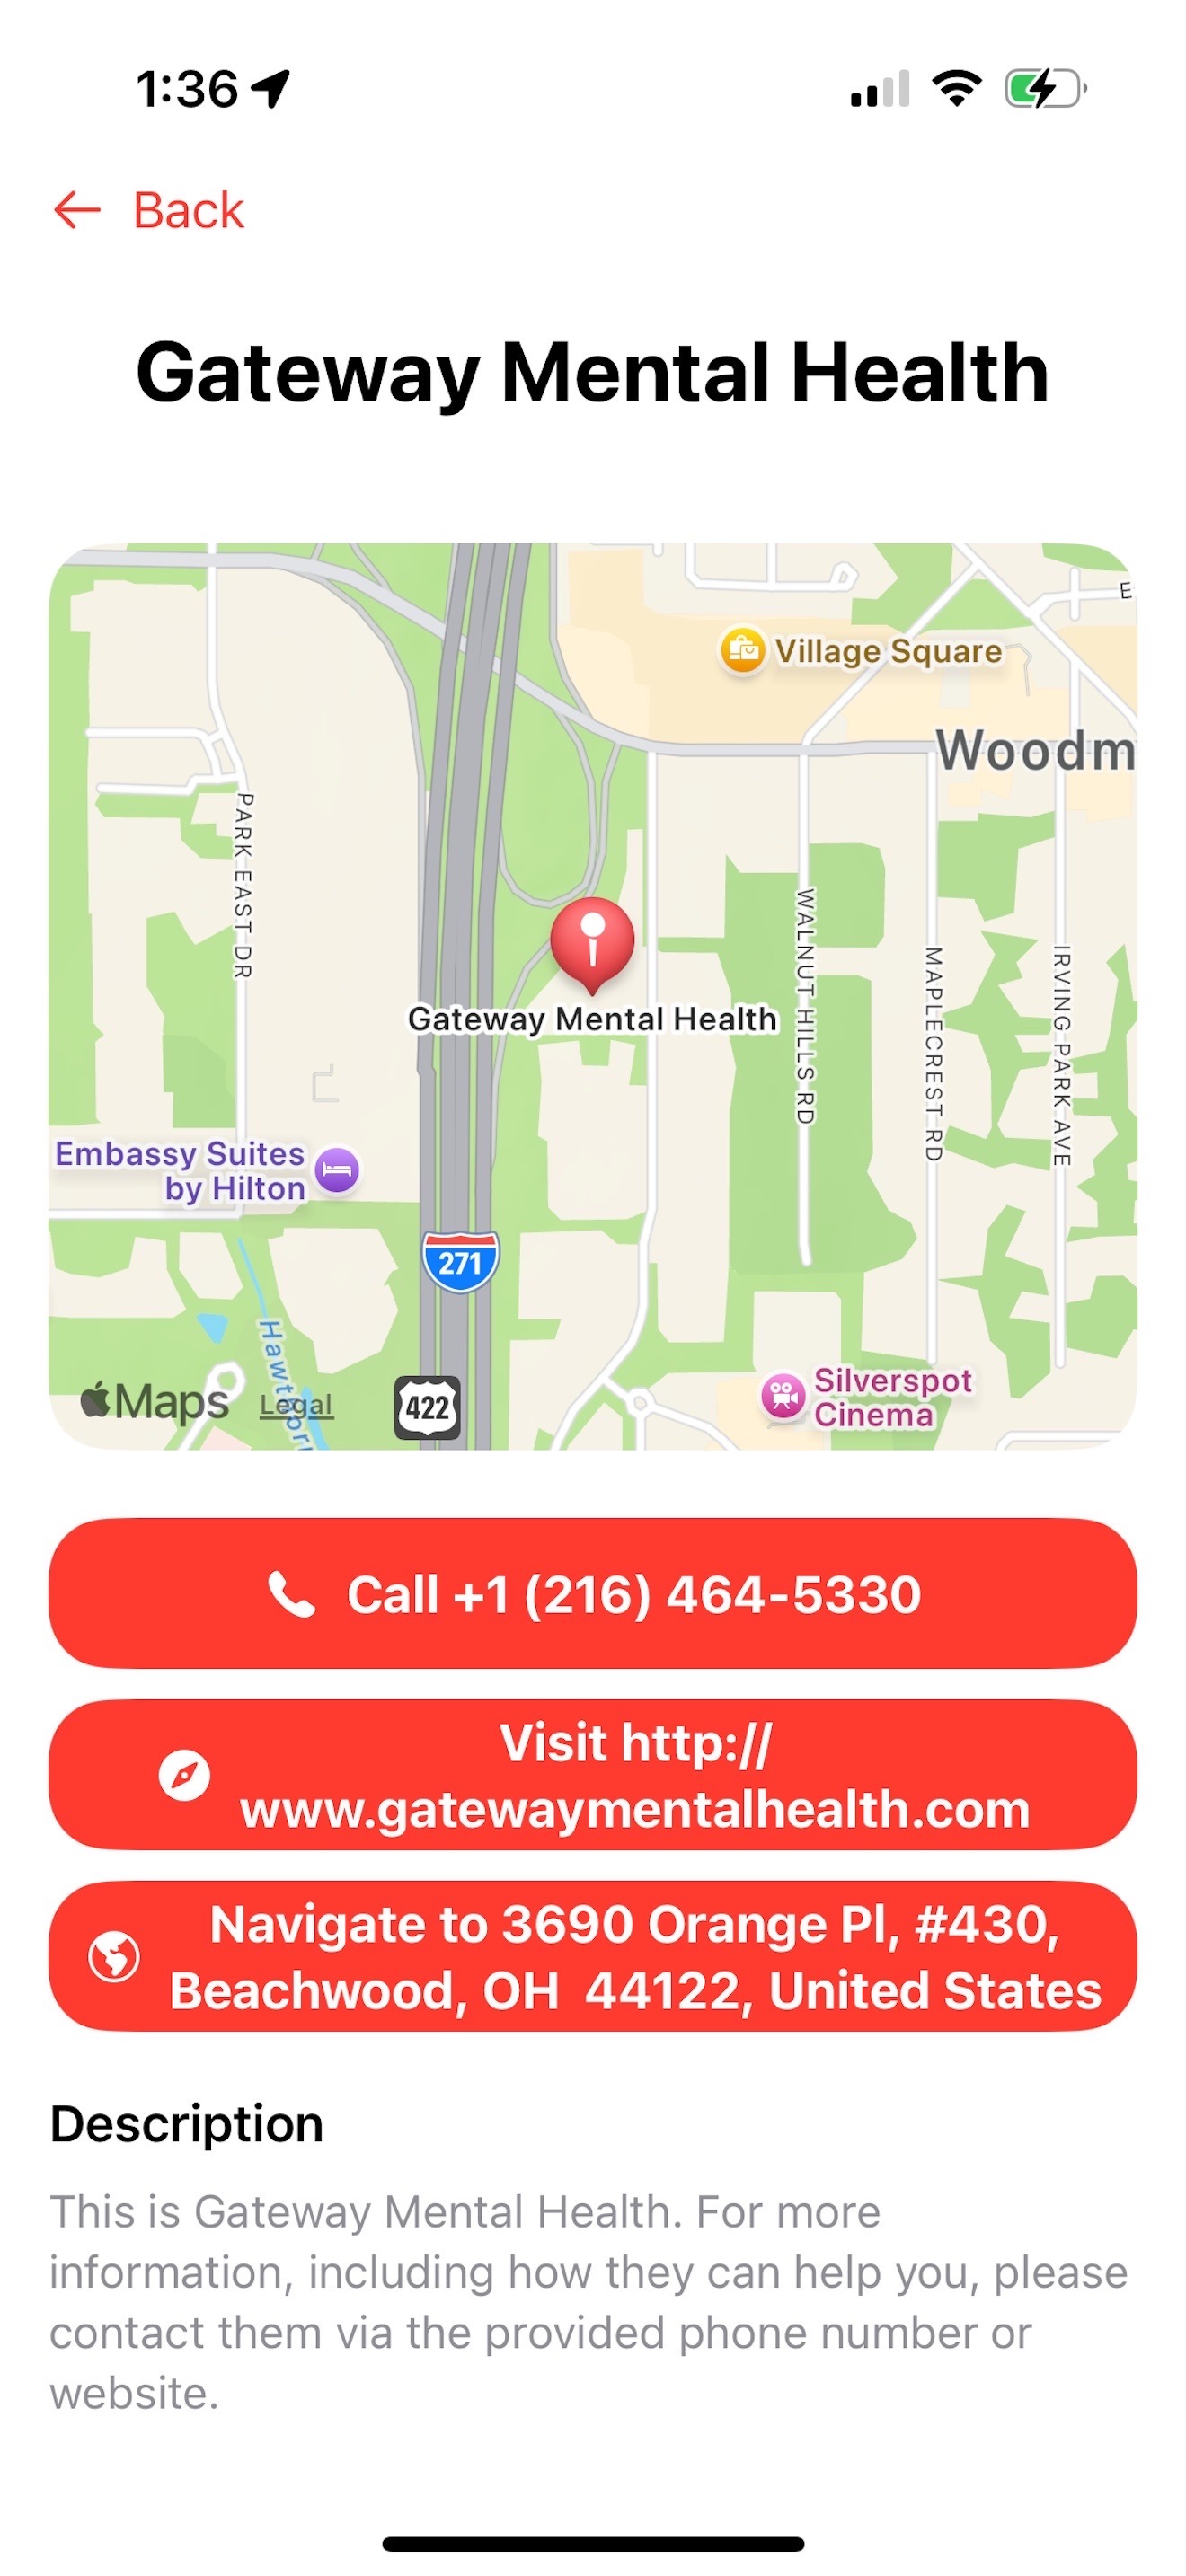 1:36
Back
Gateway Mental Health
E
Village Square
Woodm
PARK EAST DR
WALNUT HILLS RD
MAPLECREST RD
IRVING PARK AVE
Gateway Mental Health
Embassy Suites
by Hilton
271
Hawthorn
Silverspot
Cinema
Maps Legal
422
Call +1 (216) 464-5330
Visit http://
www.gatewaymentalhealth.com
Navigate to 3690 Orange Pl, #430,
Beachwood, OH  44122, United States
Description
This is Gateway Mental Health. For more
information, including how they can help you, please
contact them via the provided phone number or
website.